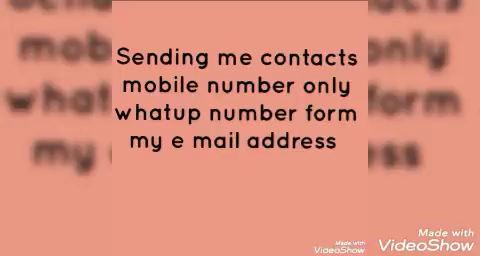 Sending me contacts
mobile number only
whatup number form
my e mail address
Made with
VideoShow
Made with
VideoShow